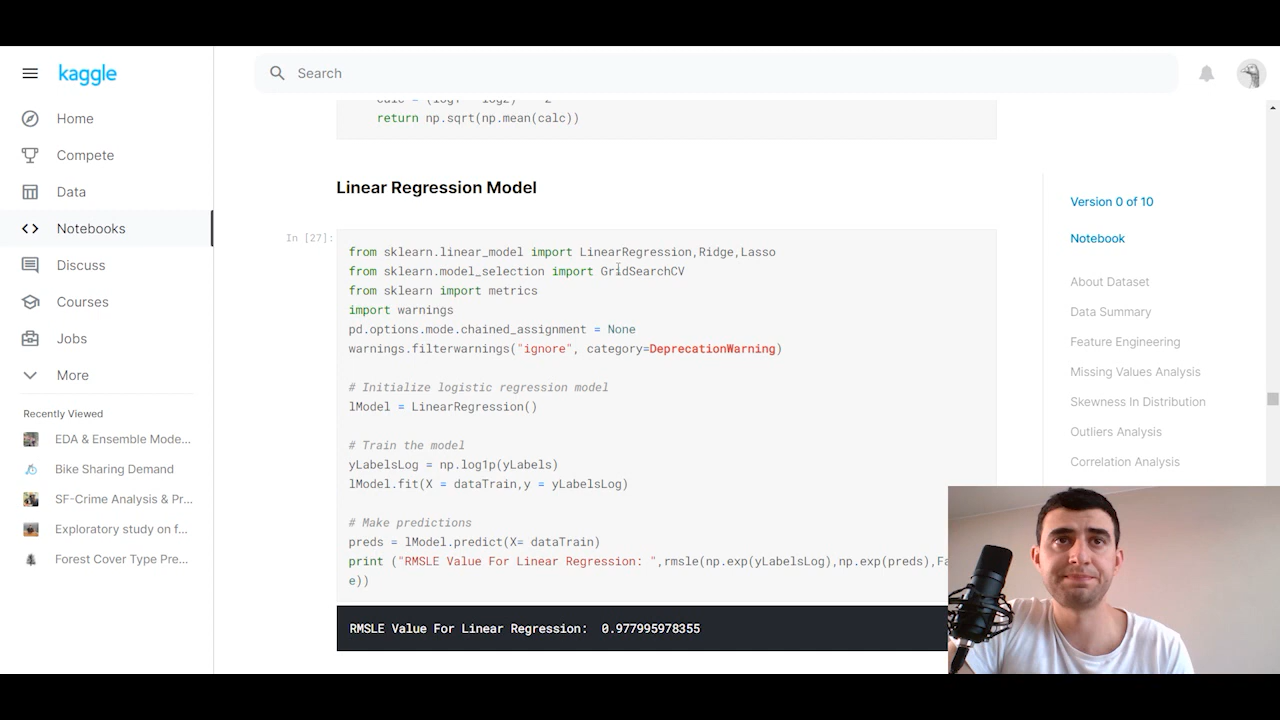 kaggle
Search
Home
Compete
Data
Notebooks
Discuss
Courses
Jobs
More
Recently Viewed
EDA & Ensemble Mode...
Bike Sharing Demand
SF-Crime Analysis & Pr...
Exploratory study on f...
Forest Cover Type Pre...
return np.sqrt(np.mean(calc))
Linear Regression Model
In [27]:
from sklearn.linear_model import LinearRegression,Ridge,Lasso
from sklearn.model_selection import GridSearchCV
from sklearn import metrics
import warnings
pd.options.mode.chained_assignment = None
warnings.filterwarnings("ignore", category=DeprecationWarning)
# Initialize logistic regression model
lModel = LinearRegression()
# Train the model
yLabelsLog = np.log1p(yLabels)
lModel.fit(X = dataTrain,y = yLabelsLog)
# Make predictions
preds = lModel.predict(X= dataTrain)
print ("RMSLE Value For Linear Regression: ",rmsle(np.exp(yLabelsLog),np.exp(preds),Fa
e))
RMSLE Value For Linear Regression:  0.977995978355
Version 0 of 10
Notebook
About Dataset
Data Summary
Feature Engineering
Missing Values Analysis
Skewness In Distribution
Outliers Analysis
Correlation Analysis